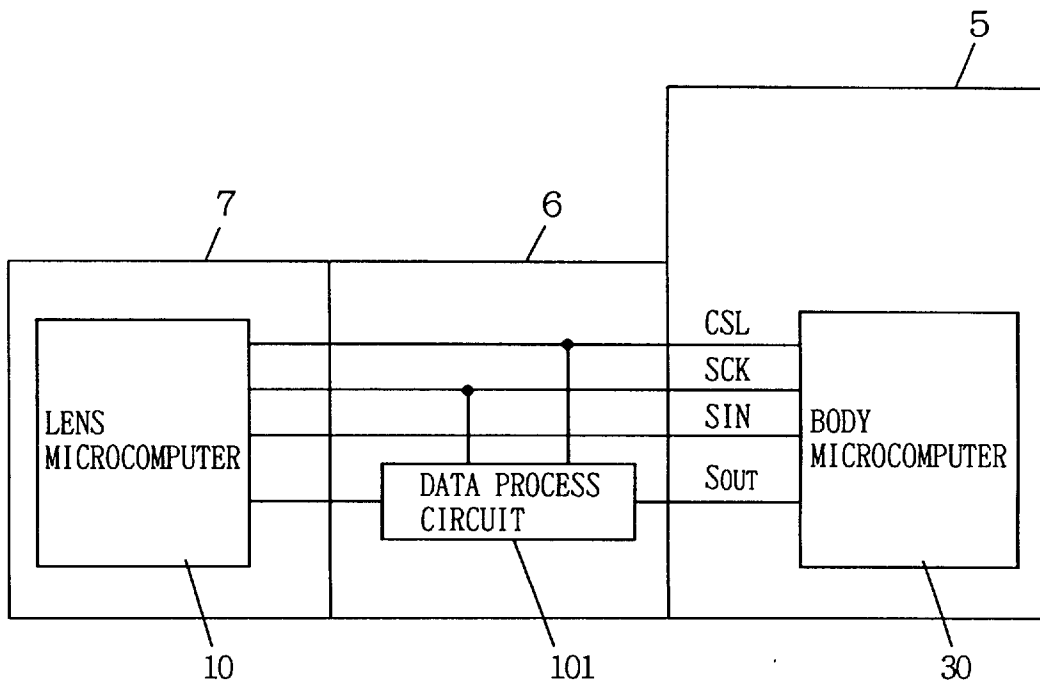 5
7
6
CSL
SCK
SIN
SOUT
LENS
MICROCOMPUTER
DATA PROCESS
CIRCUIT
BODY
MICROCOMPUTER
10
101
30